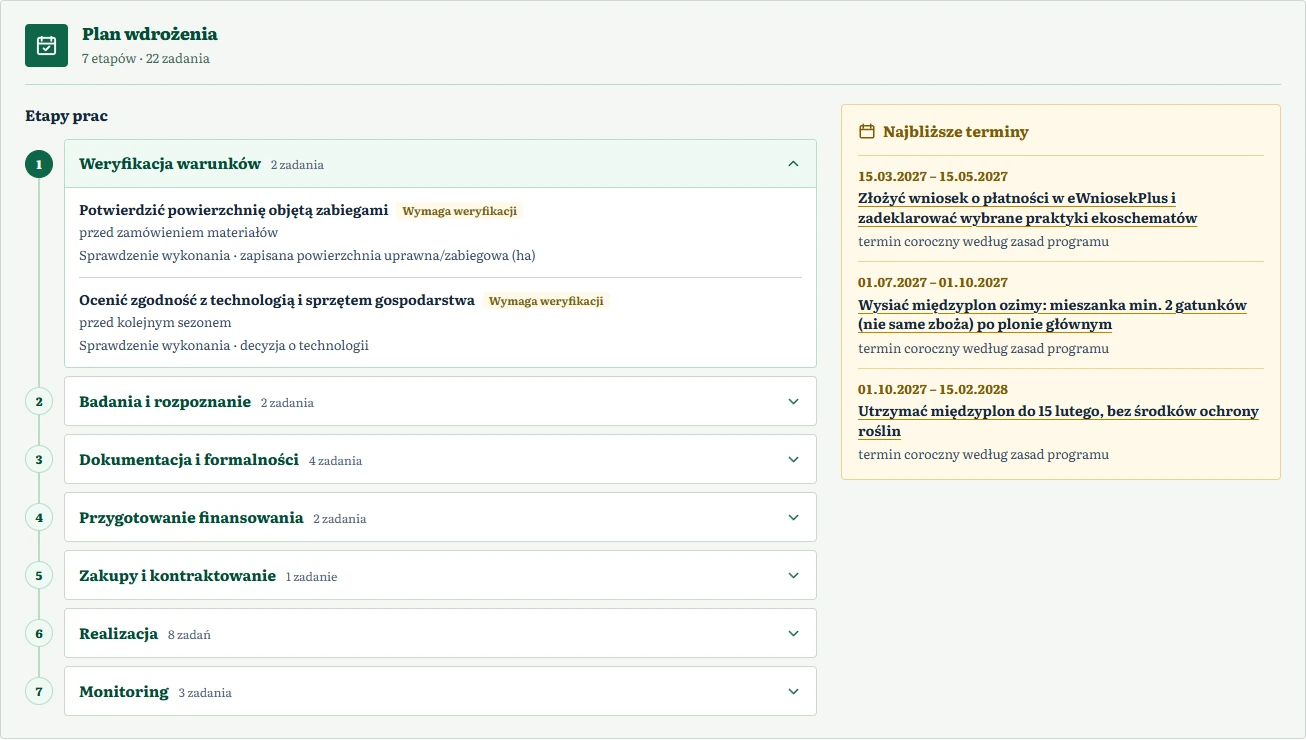 Plan wdrożenia
7 etapów · 22 zadania
Etapy prac
1
Weryfikacja warunków 2 zadania
Potwierdzić powierzchnię objętą zabiegami Wymaga weryfikacji
przed zamówieniem materiałów
Sprawdzenie wykonania · zapisana powierzchnia uprawna/zabiegowa (ha)
Ocenić zgodność z technologią i sprzętem gospodarstwa Wymaga weryfikacji
przed kolejnym sezonem
Sprawdzenie wykonania · decyzja o technologii
2
Badania i rozpoznanie 2 zadania
3
Dokumentacja i formalności 4 zadania
4
Przygotowanie finansowania 2 zadania
5
Zakupy i kontraktowanie 1 zadanie
6
Realizacja 8 zadań
7
Monitoring 3 zadania
Najbliższe terminy
15.03.2027 – 15.05.2027
Złożyć wniosek o płatności w eWniosekPlus i
zadeklarować wybrane praktyki ekoschematów
termin coroczny według zasad programu
01.07.2027 – 01.10.2027
Wysiać międzyplon ozimy: mieszanka min. 2 gatunków
(nie same zboża) po plonie głównym
termin coroczny według zasad programu
01.10.2027 – 15.02.2028
Utrzymać międzyplon do 15 lutego, bez środków ochrony
roślin
termin coroczny według zasad programu